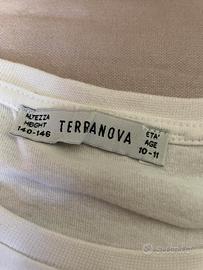 ALTEZZA
HEIGHT
140-146
TERRANOVA
ETA'
AGE
10-11